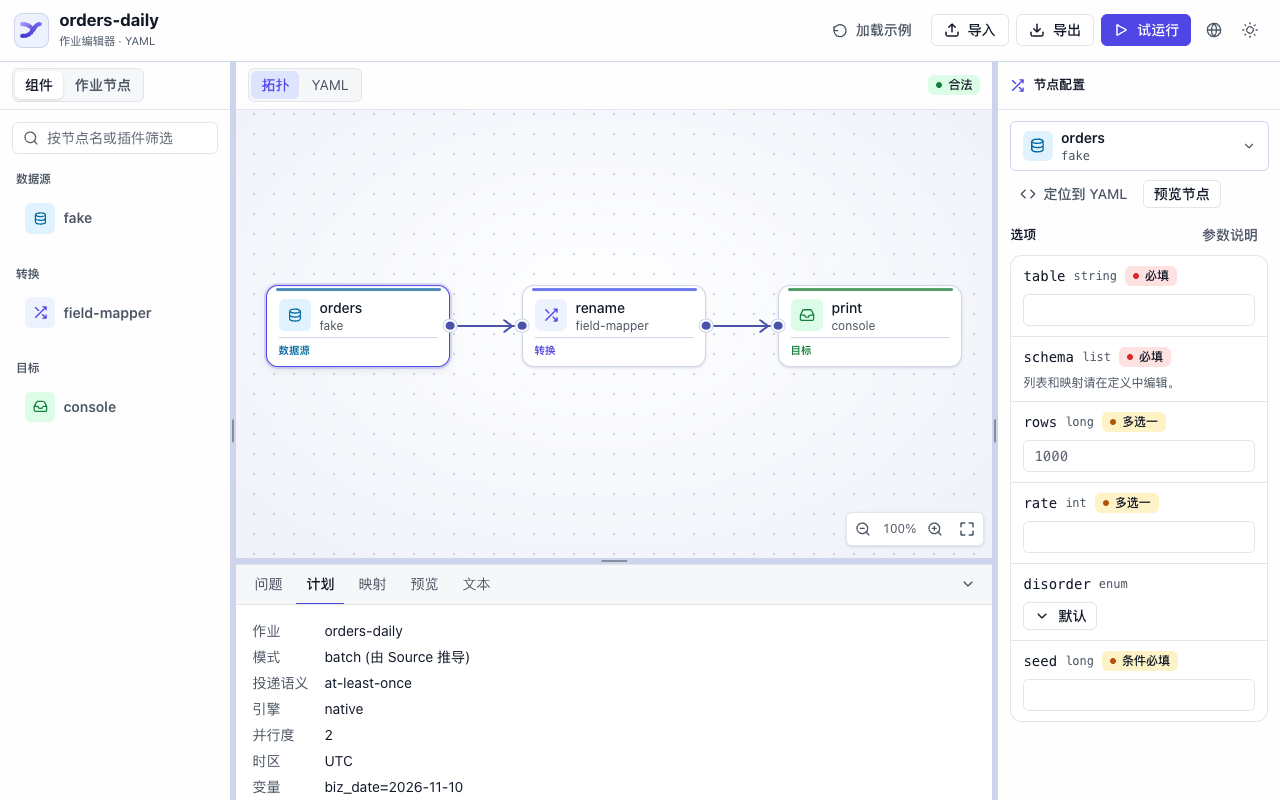 orders-daily
作业编辑器 · YAML
加载示例
导入
导出
试运行
组件
作业节点
按节点名或插件筛选
数据源
fake
转换
field-mapper
目标
console
拓扑
YAML
合法
orders
fake
数据源
rename
field-mapper
转换
print
console
目标
100%
问题
计划
映射
预览
文本
作业 orders-daily
模式 batch (由 Source 推导)
投递语义 at-least-once
引擎 native
并行度 2
时区 UTC
变量 biz_date=2026-11-10
节点配置
orders
fake
定位到 YAML
预览节点
选项
参数说明
table string 必填
schema list 必填
列表和映射请在定义中编辑。
rows long 多选一
1000
rate int 多选一
disorder enum
默认
seed long 条件必填